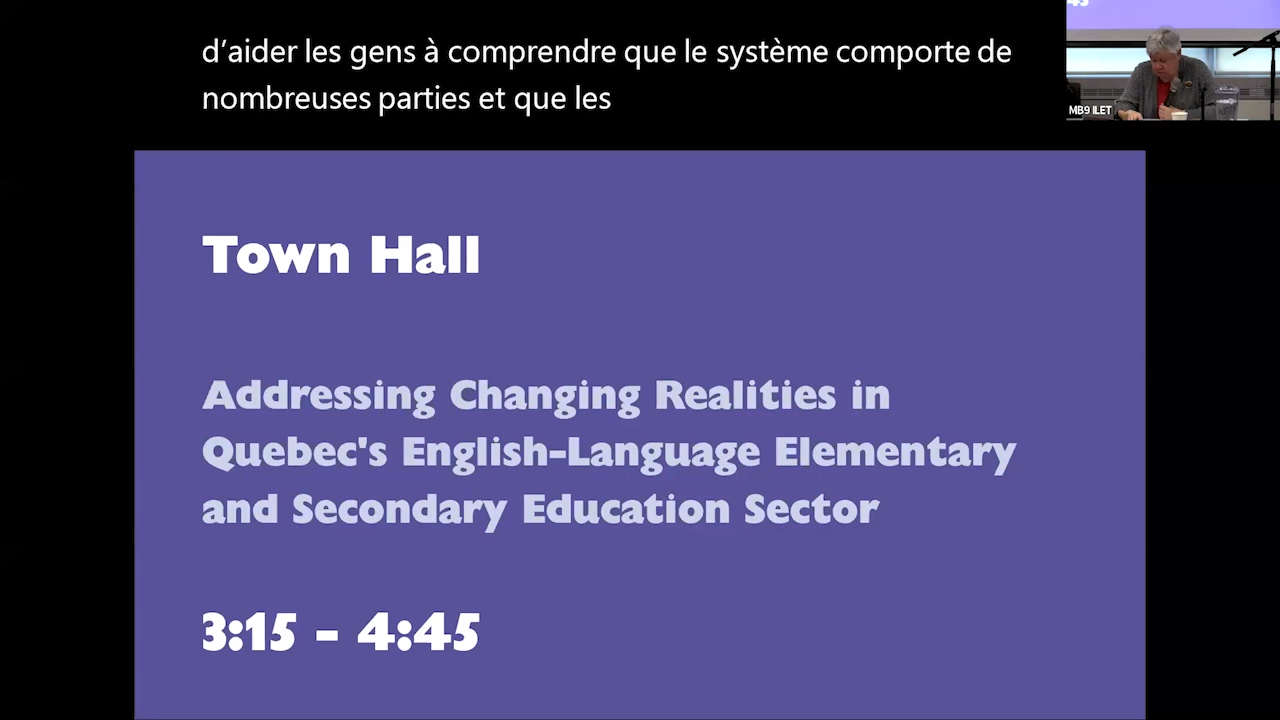 d’aider les gens à comprendre que le système comporte de
nombreuses parties et que les
MB9 ILET
Town Hall
Addressing Changing Realities in
Quebec's English-Language Elementary
and Secondary Education Sector
3:15 - 4:45